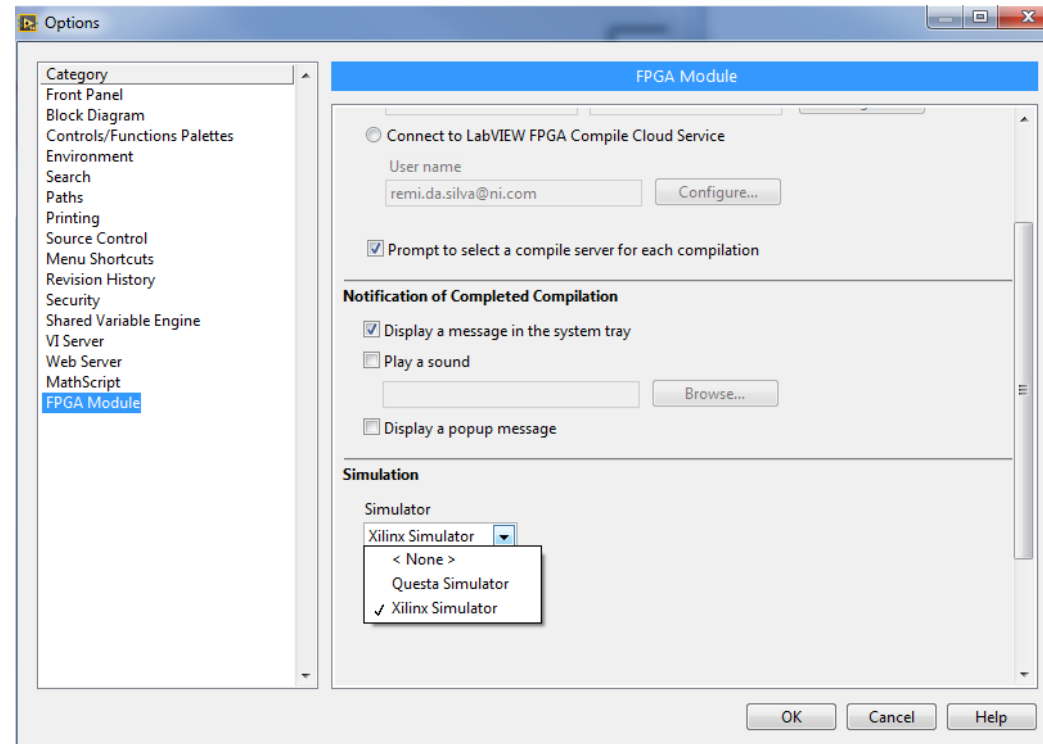 Options
Category
Front Panel
Block Diagram
Controls/Functions Palettes
Environment
Search
Paths
Printing
Source Control
Menu Shortcuts
Revision History
Security
Shared Variable Engine
VI Server
Web Server
MathScript
FPGA Module
FPGA Module
Connect to LabVIEW FPGA Compile Cloud Service
User name
remi.da.silva@ni.com
Configure...
Prompt to select a compile server for each compilation
Notification of Completed Compilation
Display a message in the system tray
Play a sound
Browse...
Display a popup message
Simulation
Simulator
Xilinx Simulator
< None >
Questa Simulator
✓ Xilinx Simulator
OK
Cancel
Help